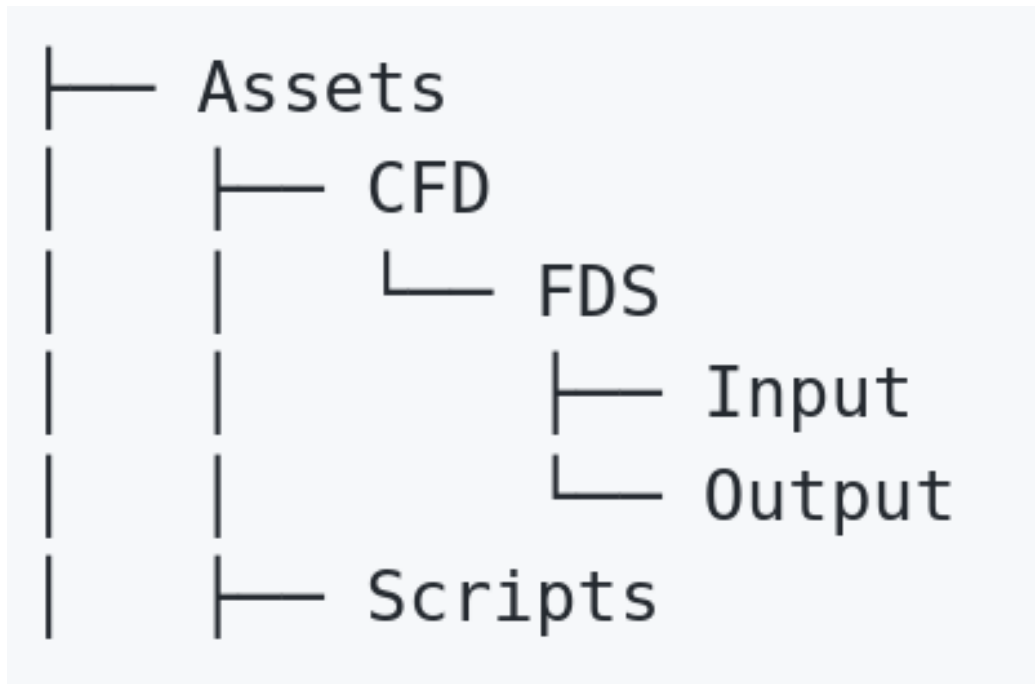 ├── Assets
│   ├── CFD
│   │   └── FDS
│   │       ├── Input
│   │       └── Output
│   ├── Scripts